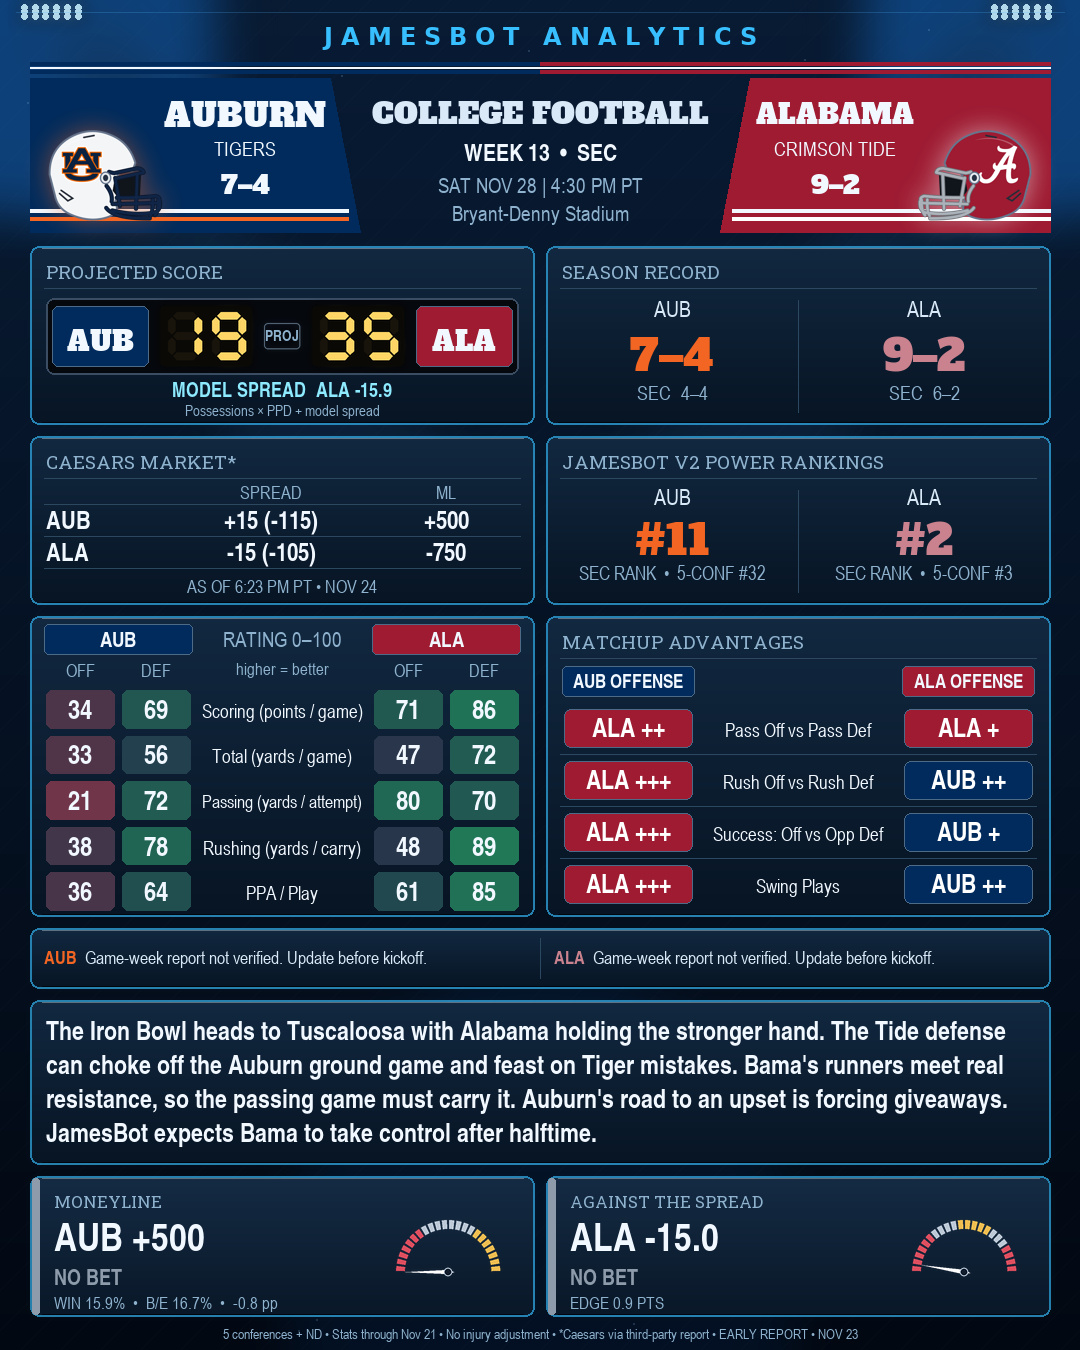 JAMESBOT ANALYTICS
AUBURN
TIGERS
7–4
COLLEGE FOOTBALL
WEEK 13 • SEC
SAT NOV 28 | 4:30 PM PT
Bryant-Denny Stadium
ALABAMA
CRIMSON TIDE
9–2
PROJECTED SCORE
AUB 19 PROJ 35 ALA
MODEL SPREAD ALA -15.9
Possessions × PPD + model spread
SEASON RECORD
AUB ALA
7–4 9–2
SEC 4–4 SEC 6–2
CAESARS MARKET*
SPREAD ML
AUB +15 (-115) +500
ALA -15 (-105) -750
AS OF 6:23 PM PT • NOV 24
JAMESBOT V2 POWER RANKINGS
AUB ALA
#11 #2
SEC RANK • 5-CONF #32 SEC RANK • 5-CONF #3
AUB RATING 0–100 ALA
OFF DEF higher = better OFF DEF
34 69 Scoring (points / game) 71 86
33 56 Total (yards / game) 47 72
21 72 Passing (yards / attempt) 80 70
38 78 Rushing (yards / carry) 48 89
36 64 PPA / Play 61 85
MATCHUP ADVANTAGES
AUB OFFENSE ALA OFFENSE
ALA ++ Pass Off vs Pass Def ALA +
ALA +++ Rush Off vs Rush Def AUB ++
ALA +++ Success: Off vs Opp Def AUB +
ALA +++ Swing Plays AUB ++
AUB Game-week report not verified. Update before kickoff.
ALA Game-week report not verified. Update before kickoff.
The Iron Bowl heads to Tuscaloosa with Alabama holding the stronger hand. The Tide defense
can choke off the Auburn ground game and feast on Tiger mistakes. Bama's runners meet real
resistance, so the passing game must carry it. Auburn's road to an upset is forcing giveaways.
JamesBot expects Bama to take control after halftime.
MONEYLINE
AUB +500
NO BET
WIN 15.9% • B/E 16.7% • -0.8 pp
AGAINST THE SPREAD
ALA -15.0
NO BET
EDGE 0.9 PTS
5 conferences + ND • Stats through Nov 21 • No injury adjustment • *Caesars via third-party report • EARLY REPORT • NOV 23